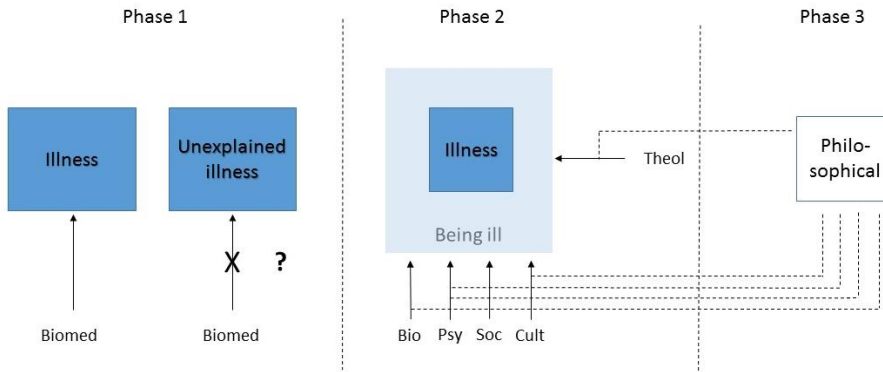 Phase 1
Phase 2
Phase 3
Illness
Unexplained
illness
X
?
Biomed
Biomed
Illness
Being ill
Theol
Bio Psy Soc Cult
Philo-
sophical